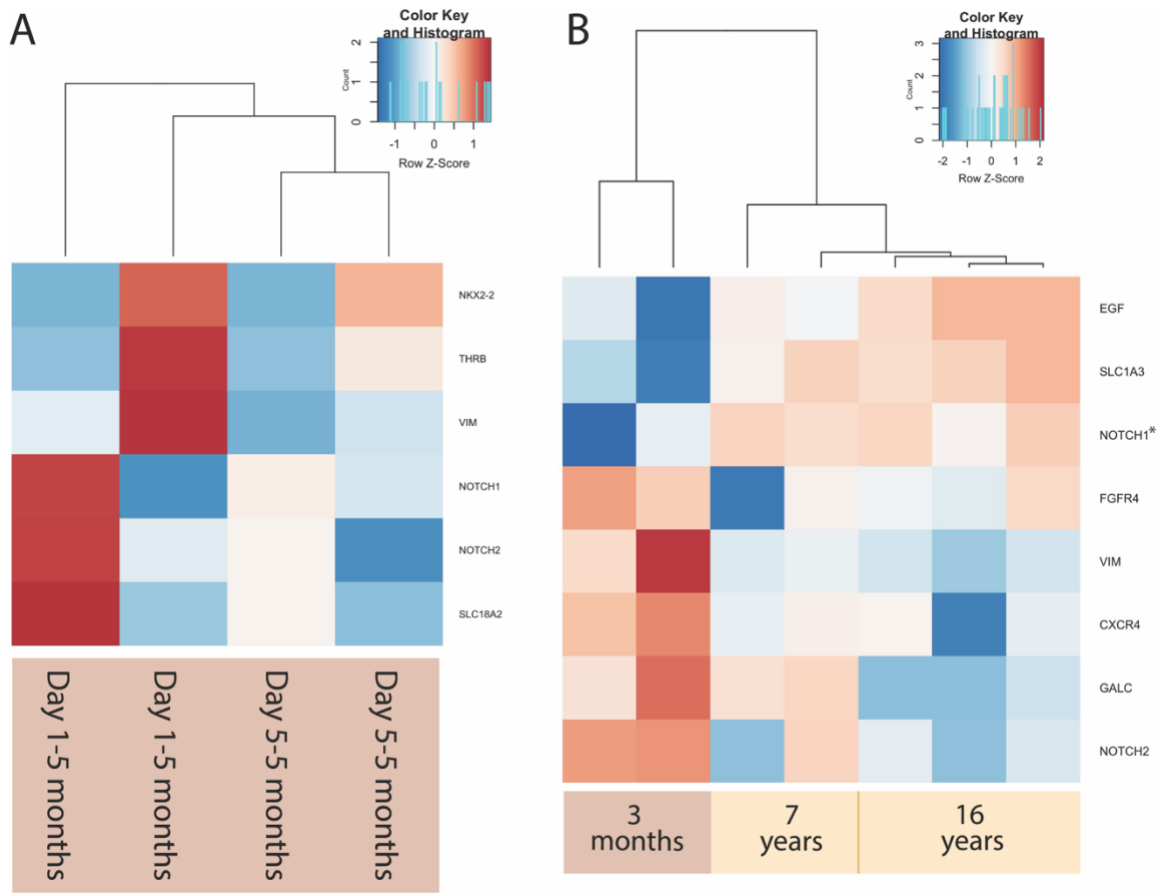 A
Color Key
and Histogram
Count
0
1
2
-1
0
1
Row Z-Score
NKX2-2
THRB
VIM
NOTCH1
NOTCH2
SLC18A2
Day 1-5 months
Day 1-5 months
Day 5-5 months
Day 5-5 months
B
Color Key
and Histogram
Count
0
1
2
3
-2
-1
0
1
2
Row Z-Score
EGF
SLC1A3
NOTCH1*
FGFR4
VIM
CXCR4
GALC
NOTCH2
3
months
7
years
16
years